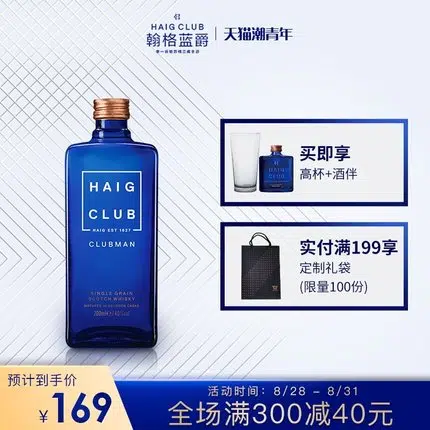 HAIG CLUB
翰格蓝爵
天猫潮青年
HAIG
CLUB
HAIG EST 1627
CLUBMAN
SINGLE GRAIN
SCOTCH WHISKY
买即享
高杯+酒伴
实付满199享
定制礼袋
(限量100份)
预计到手价
¥169
活动时间：8/28 - 8/31
全场满300减40元